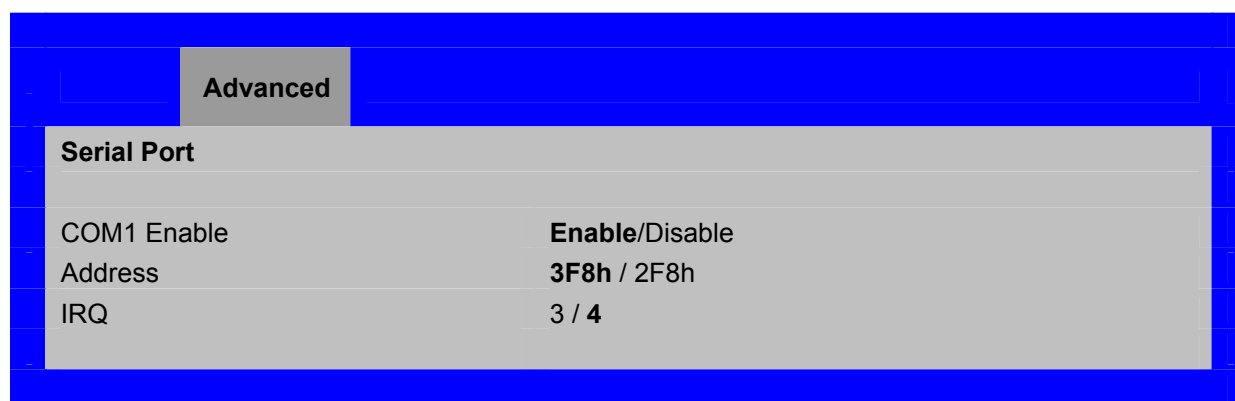 Advanced
Serial Port
COM1 Enable Enable/Disable
Address 3F8h / 2F8h
IRQ 3 / 4